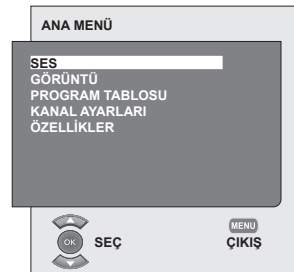 ANA MENÜ
SES
GÖRÜNTÜ
PROGRAM TABLOSU
KANAL AYARLARI
ÖZELLİKLER
MENU
OK SEÇ ÇIKIŞ